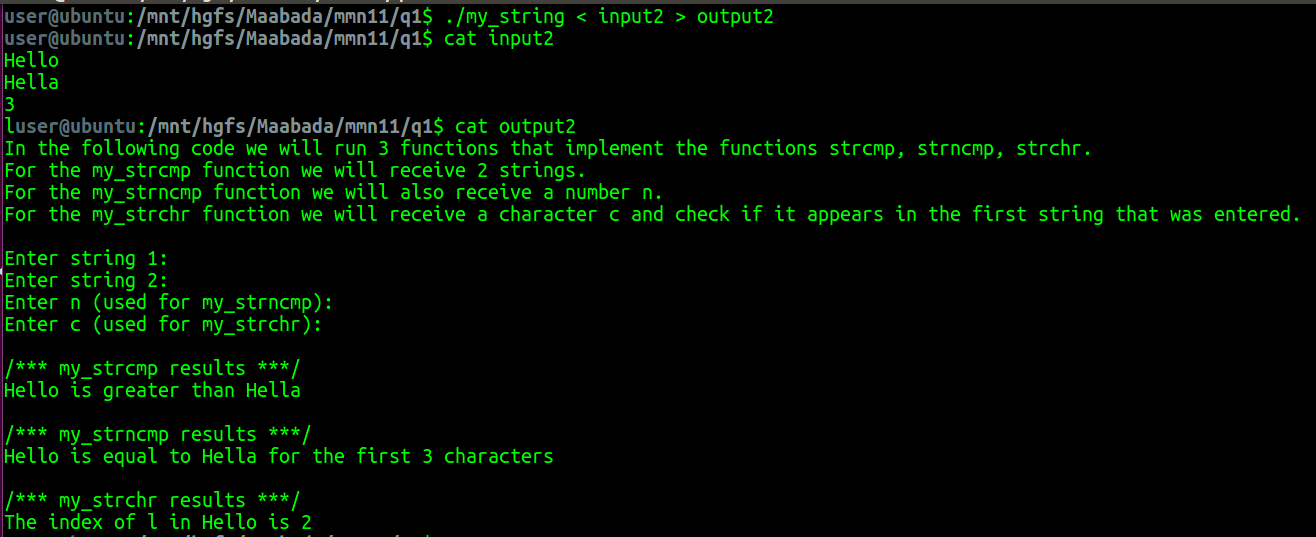 user@ubuntu:/mnt/hgfs/Maabada/mmn11/q1$ ./my_string < input2 > output2
user@ubuntu:/mnt/hgfs/Maabada/mmn11/q1$ cat input2
Hello
Hella
3
luser@ubuntu:/mnt/hgfs/Maabada/mmn11/q1$ cat output2
In the following code we will run 3 functions that implement the functions strcmp, strncmp, strchr.
For the my_strcmp function we will receive 2 strings.
For the my_strncmp function we will also receive a number n.
For the my_strchr function we will receive a character c and check if it appears in the first string that was entered.
Enter string 1:
Enter string 2:
Enter n (used for my_strncmp):
Enter c (used for my_strchr):
/*** my_strcmp results ***/
Hello is greater than Hella
/*** my_strncmp results ***/
Hello is equal to Hella for the first 3 characters
/*** my_strchr results ***/
The index of l in Hello is 2